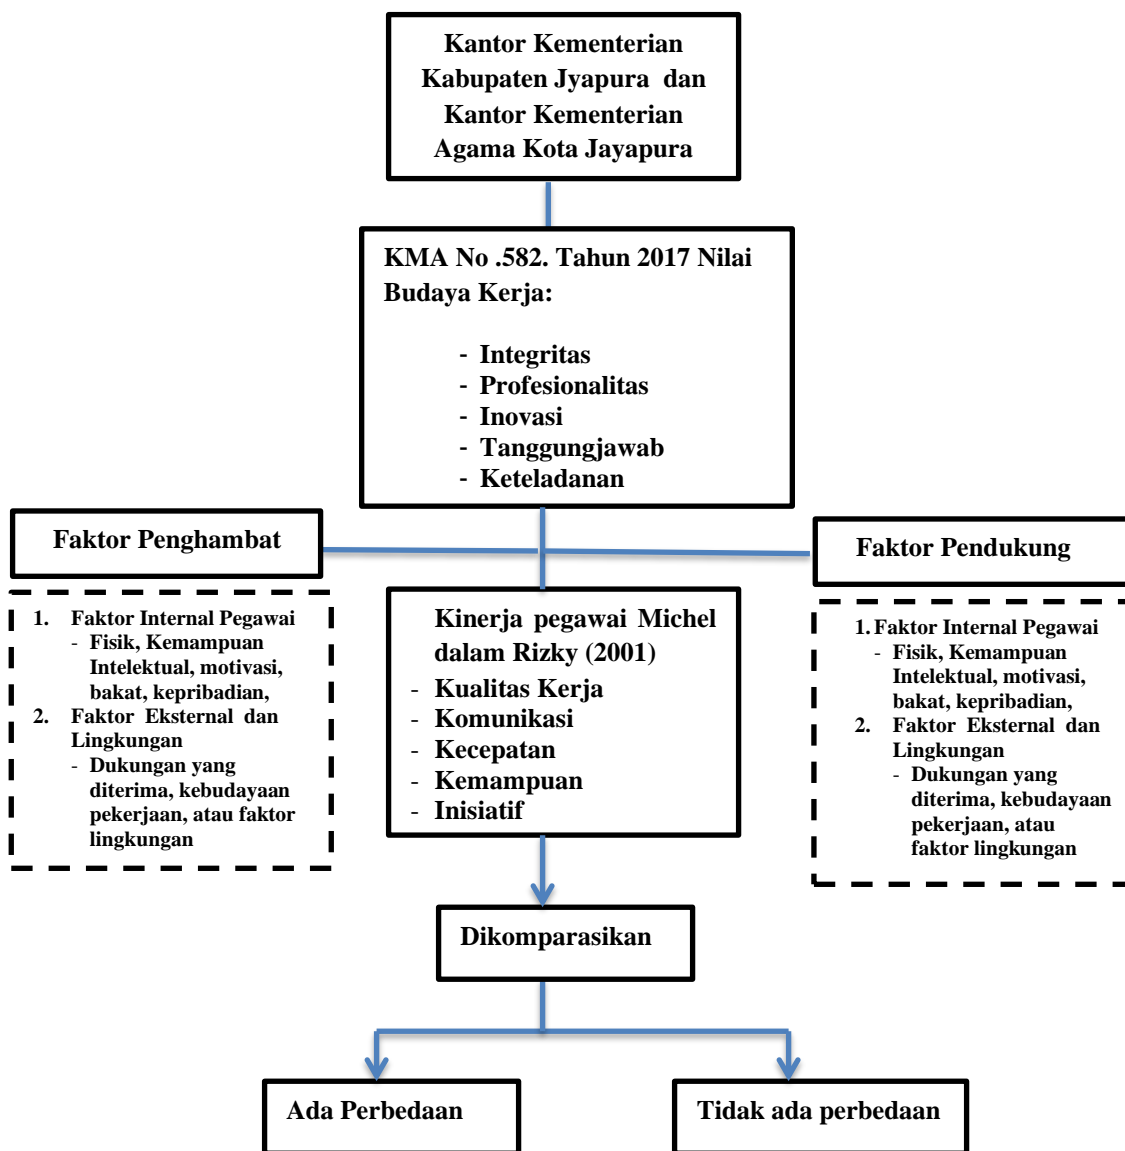 Kantor Kementerian
Kabupaten Jyapura dan
Kantor Kementerian
Agama Kota Jayapura
KMA No .582. Tahun 2017 Nilai
Budaya Kerja:
- Integritas
- Profesionalitas
- Inovasi
- Tanggungjawab
- Keteladanan
Faktor Penghambat
Faktor Pendukung
1. Faktor Internal Pegawai
- Fisik, Kemampuan
Intelektual, motivasi,
bakat, kepribadian,
2. Faktor Eksternal dan
Lingkungan
- Dukungan yang
diterima, kebudayaan
pekerjaan, atau faktor
lingkungan
Kinerja pegawai Michel
dalam Rizky (2001)
- Kualitas Kerja
- Komunikasi
- Kecepatan
- Kemampuan
- Inisiatif
1. Faktor Internal Pegawai
- Fisik, Kemampuan
Intelektual, motivasi,
bakat, kepribadian,
2. Faktor Eksternal dan
Lingkungan
- Dukungan yang
diterima, kebudayaan
pekerjaan, atau
faktor lingkungan
Dikomparasikan
Ada Perbedaan
Tidak ada perbedaan